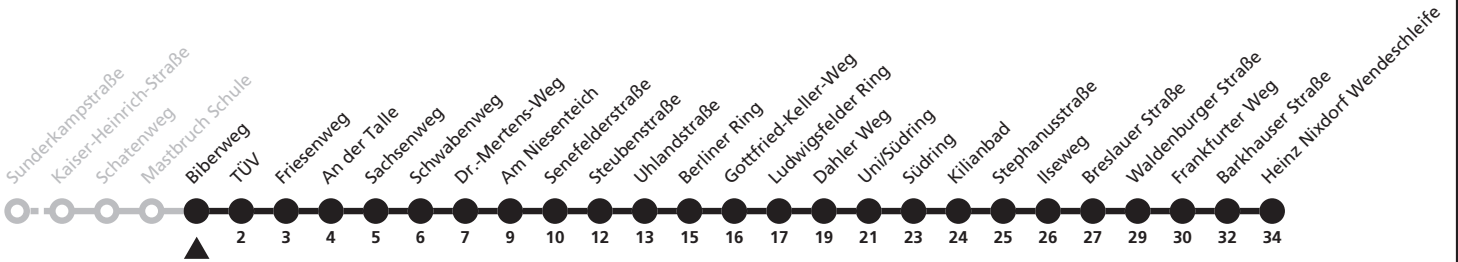 Sunderkampstraße
Kaiser-Heinrich-Straße
Schatenweg
Mastbruch Schule
Biberweg
TÜV
Friesenweg
An der Talle
Sachsenweg
Schwabenweg
Dr.-Mertens-Weg
Am Niesenteich
Senefelderstraße
Steubenstraße
Uhlandstraße
Berliner Ring
Gottfried-Keller-Weg
Ludwigsfelder Ring
Dahler Weg
Uni/Südring
Südring
Kilianbad
Stephanusstraße
Ilseweg
Breslauer Straße
Waldenburger Straße
Frankfurter Weg
Barkhauser Straße
Heinz Nixdorf Wendeschleife
2 3 4 5 6 7 9 10 12 13 15 16 17 19 21 23 24 25 26 27 29 30 32 34